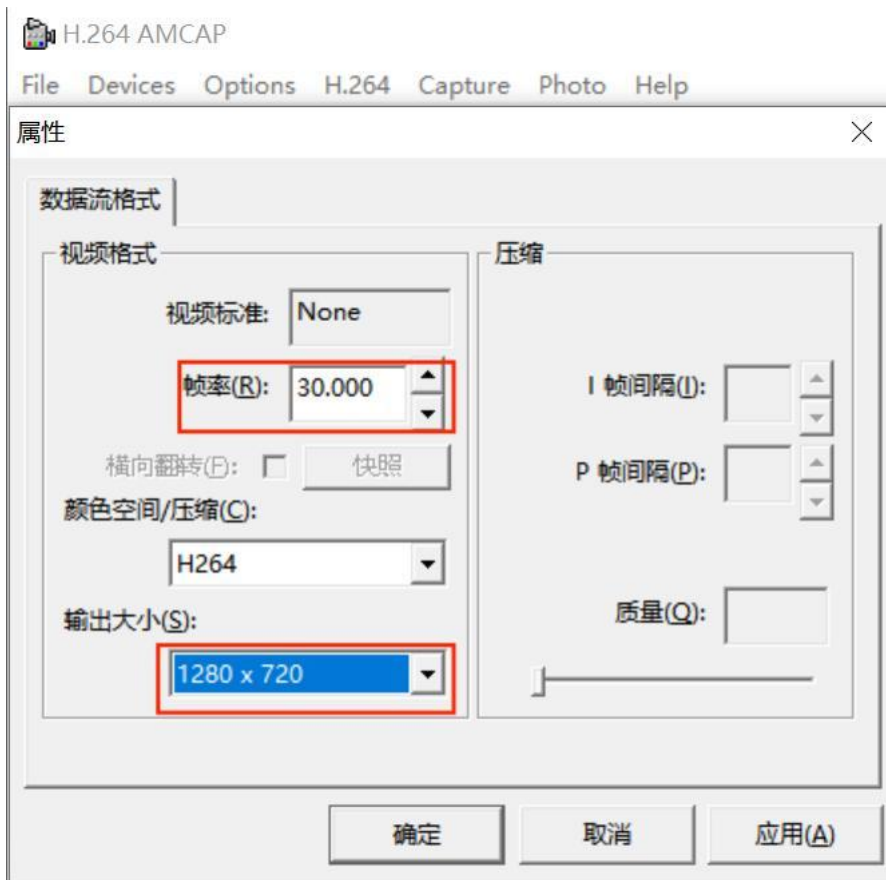 H.264 AMCAP
File Devices Options H.264 Capture Photo Help
属性
数据流格式
视频格式
视频标准: None
帧率(R): 30.000
横向翻转(F): 快照
颜色空间/压缩(C):
H264
输出大小(S):
1280 x 720
压缩
I 帧间隔(I):
P 帧间隔(P):
质量(Q):
确定 取消 应用(A)